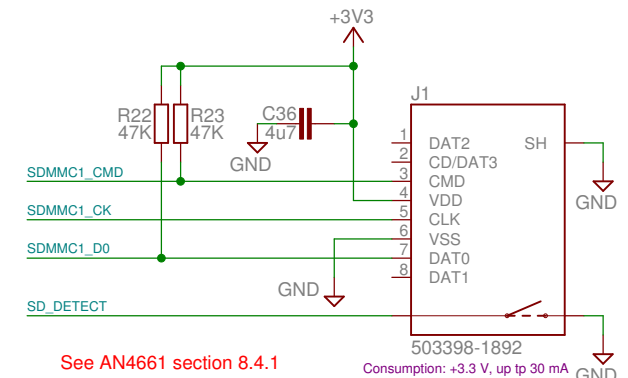 +3V3
J1
R22
47K
R23
47K
C36
4u7
GND
1
DAT2
SH
2
CD/DAT3
SDMMC1_CMD
3
CMD
4
VDD
GND
SDMMC1_CK
5
CLK
6
VSS
SDMMC1_D0
7
DAT0
8
DAT1
GND
SD_DETECT
503398-1892
See AN4661 section 8.4.1
Consumption: +3.3 V, up tp 30 mA
GND